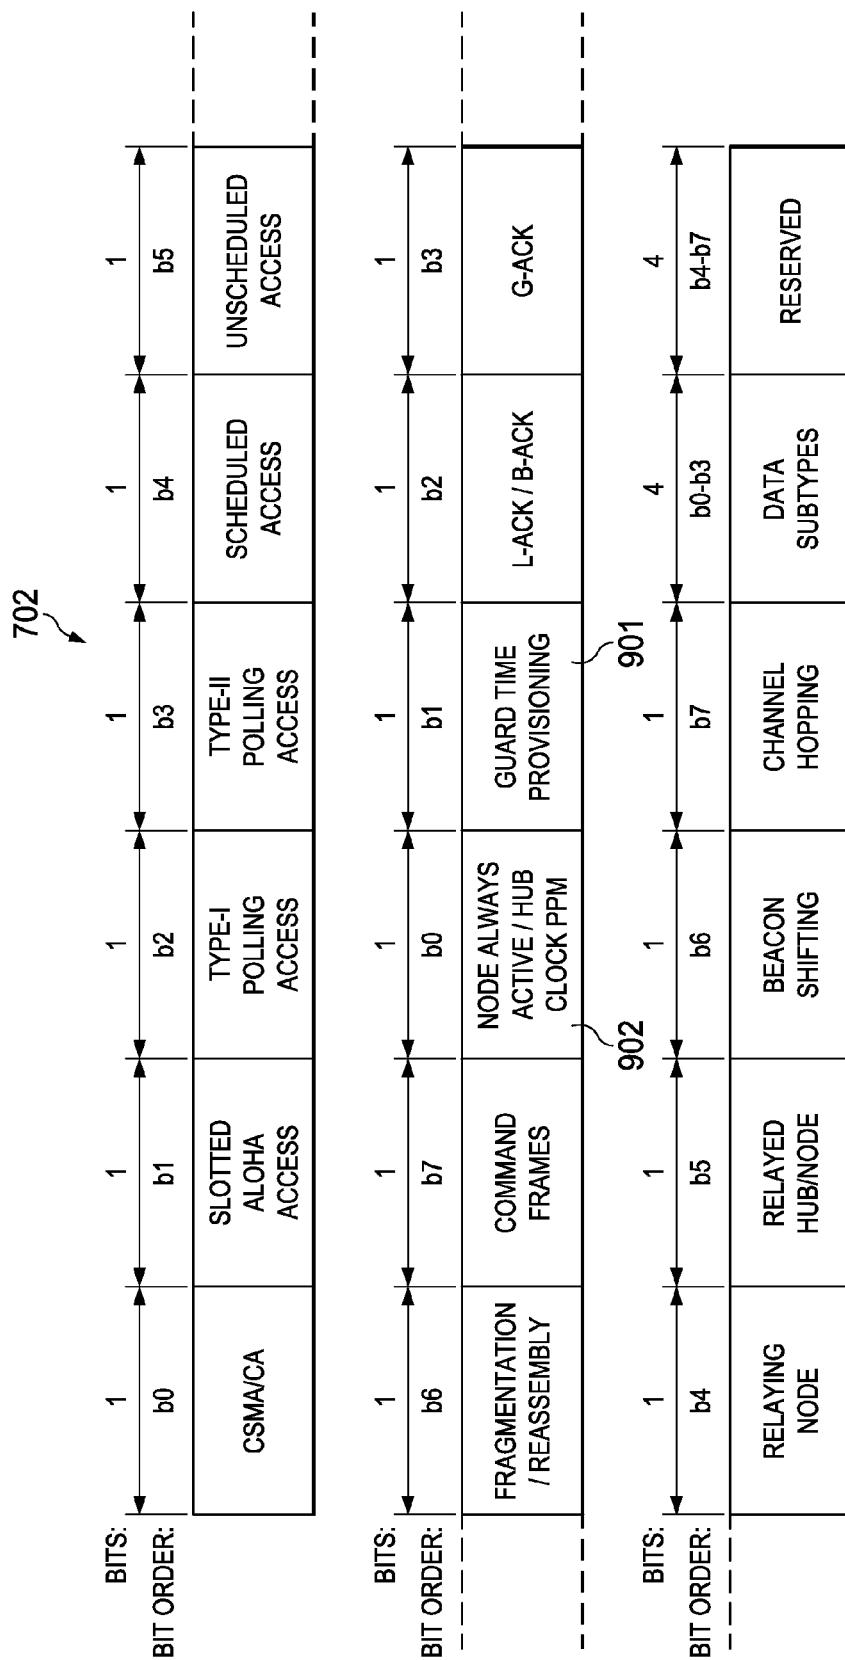 702
BITS: 1 1 1 1 1 1
BIT ORDER: b0 b1 b2 b3 b4 b5
CSMA/CA
SLOTTED
ALOHA
ACCESS
TYPE-I
POLLING
ACCESS
TYPE-II
POLLING
ACCESS
SCHEDULED
ACCESS
UNSCHEDULED
ACCESS
BITS: 1 1 1 1 1 1
BIT ORDER: b6 b7 b0 b1 b2 b3
FRAGMENTATION
/ REASSEMBLY
COMMAND
FRAMES
NODE ALWAYS
ACTIVE / HUB
CLOCK PPM
GUARD TIME
PROVISIONING
L-ACK / B-ACK
G-ACK
902
901
BITS: 1 1 1 1 4 4
BIT ORDER: b4 b5 b6 b7 b0-b3 b4-b7
RELAYING
NODE
RELAYED
HUB/NODE
BEACON
SHIFTING
CHANNEL
HOPPING
DATA
SUBTYPES
RESERVED